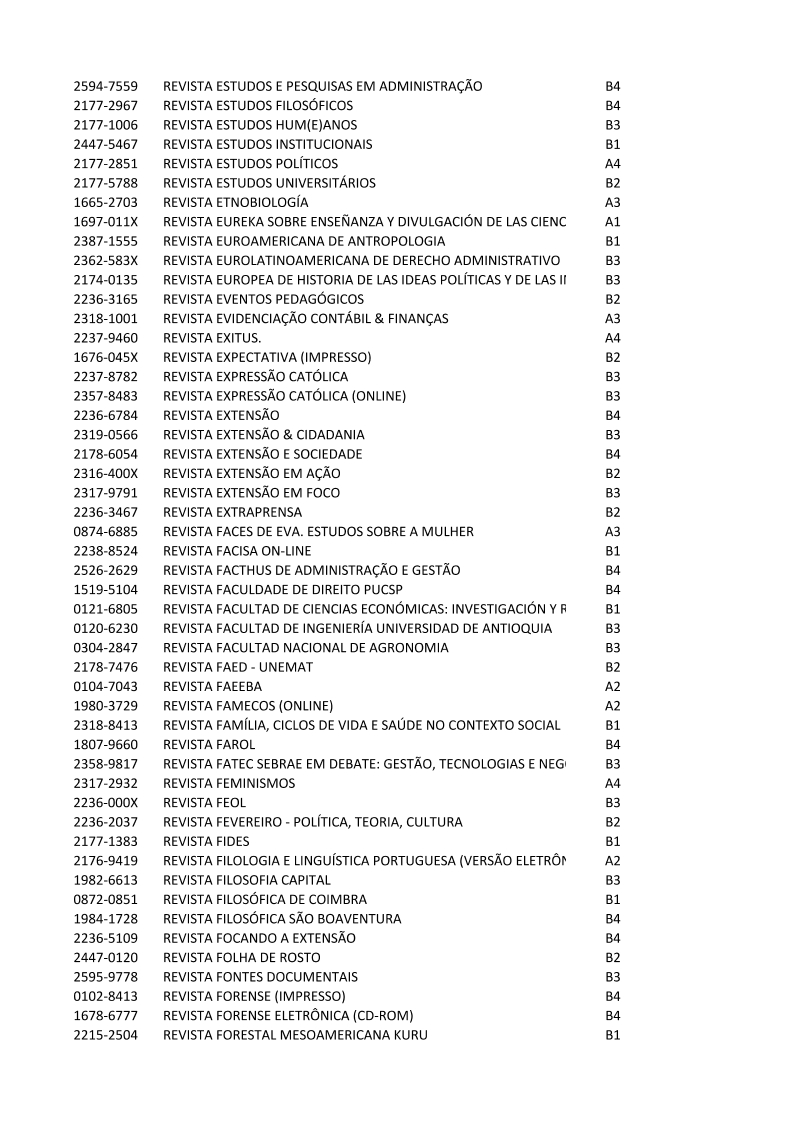 2594-7559 REVISTA ESTUDOS E PESQUISAS EM ADMINISTRAÇÃO B4
2177-2967 REVISTA ESTUDOS FILOSÓFICOS B4
2177-1006 REVISTA ESTUDOS HUM(E)ANOS B3
2447-5467 REVISTA ESTUDOS INSTITUCIONAIS B1
2177-2851 REVISTA ESTUDOS POLÍTICOS A4
2177-5788 REVISTA ESTUDOS UNIVERSITÁRIOS B2
1665-2703 REVISTA ETNOBIOLOGÍA A3
1697-011X REVISTA EUREKA SOBRE ENSEÑANZA Y DIVULGACIÓN DE LAS CIENC A1
2387-1555 REVISTA EUROAMERICANA DE ANTROPOLOGIA B1
2362-583X REVISTA EUROLATINOAMERICANA DE DERECHO ADMINISTRATIVO B3
2174-0135 REVISTA EUROPEA DE HISTORIA DE LAS IDEAS POLÍTICAS Y DE LAS B3
2236-3165 REVISTA EVENTOS PEDAGÓGICOS B2
2318-1001 REVISTA EVIDENCIAÇÃO CONTÁBIL & FINANÇAS A3
2237-9460 REVISTA EXITUS. A4
1676-045X REVISTA EXPECTATIVA (IMPRESSO) B2
2237-8782 REVISTA EXPRESSÃO CATÓLICA B3
2357-8483 REVISTA EXPRESSÃO CATÓLICA (ONLINE) B3
2236-6784 REVISTA EXTENSÃO B4
2319-0566 REVISTA EXTENSÃO & CIDADANIA B3
2178-6054 REVISTA EXTENSÃO E SOCIEDADE B4
2316-400X REVISTA EXTENSÃO EM AÇÃO B2
2317-9791 REVISTA EXTENSÃO EM FOCO B3
2236-3467 REVISTA EXTRAPRENSA B2
0874-6885 REVISTA FACES DE EVA. ESTUDOS SOBRE A MULHER A3
2238-8524 REVISTA FACISA ON-LINE B1
2526-2629 REVISTA FACTHUS DE ADMINISTRAÇÃO E GESTÃO B4
1519-5104 REVISTA FACULDADE DE DIREITO PUCSP B4
0121-6805 REVISTA FACULTAD DE CIENCIAS ECONÓMICAS: INVESTIGACIÓN Y B1
0120-6230 REVISTA FACULTAD DE INGENIERÍA UNIVERSIDAD DE ANTIOQUIA B3
0304-2847 REVISTA FACULTAD NACIONAL DE AGRONOMIA B3
2178-7476 REVISTA FAED - UNEMAT B2
0104-7043 REVISTA FAEEBA A2
1980-3729 REVISTA FAMECOS (ONLINE) A2
2318-8413 REVISTA FAMÍLIA, CICLOS DE VIDA E SAÚDE NO CONTEXTO SOCIAL B1
1807-9660 REVISTA FAROL B4
2358-9817 REVISTA FATEC SEBRAE EM DEBATE: GESTÃO, TECNOLOGIAS E NEG B3
2317-2932 REVISTA FEMINISMOS A4
2236-000X REVISTA FEOL B3
2236-2037 REVISTA FEVEREIRO - POLÍTICA, TEORIA, CULTURA B2
2177-1383 REVISTA FIDES B1
2176-9419 REVISTA FILOLOGIA E LINGUÍSTICA PORTUGUESA (VERSÃO ELETRÔN A2
1982-6613 REVISTA FILOSOFIA CAPITAL B3
0872-0851 REVISTA FILOSÓFICA DE COIMBRA B1
1984-1728 REVISTA FILOSÓFICA SÃO BOAVENTURA B4
2236-5109 REVISTA FOCANDO A EXTENSÃO B4
2447-0120 REVISTA FOLHA DE ROSTO B2
2595-9778 REVISTA FONTES DOCUMENTAIS B3
0102-8413 REVISTA FORENSE (IMPRESSO) B4
1678-6777 REVISTA FORENSE ELETRÔNICA (CD-ROM) B4
2215-2504 REVISTA FORESTAL MESOAMERICANA KURU B1